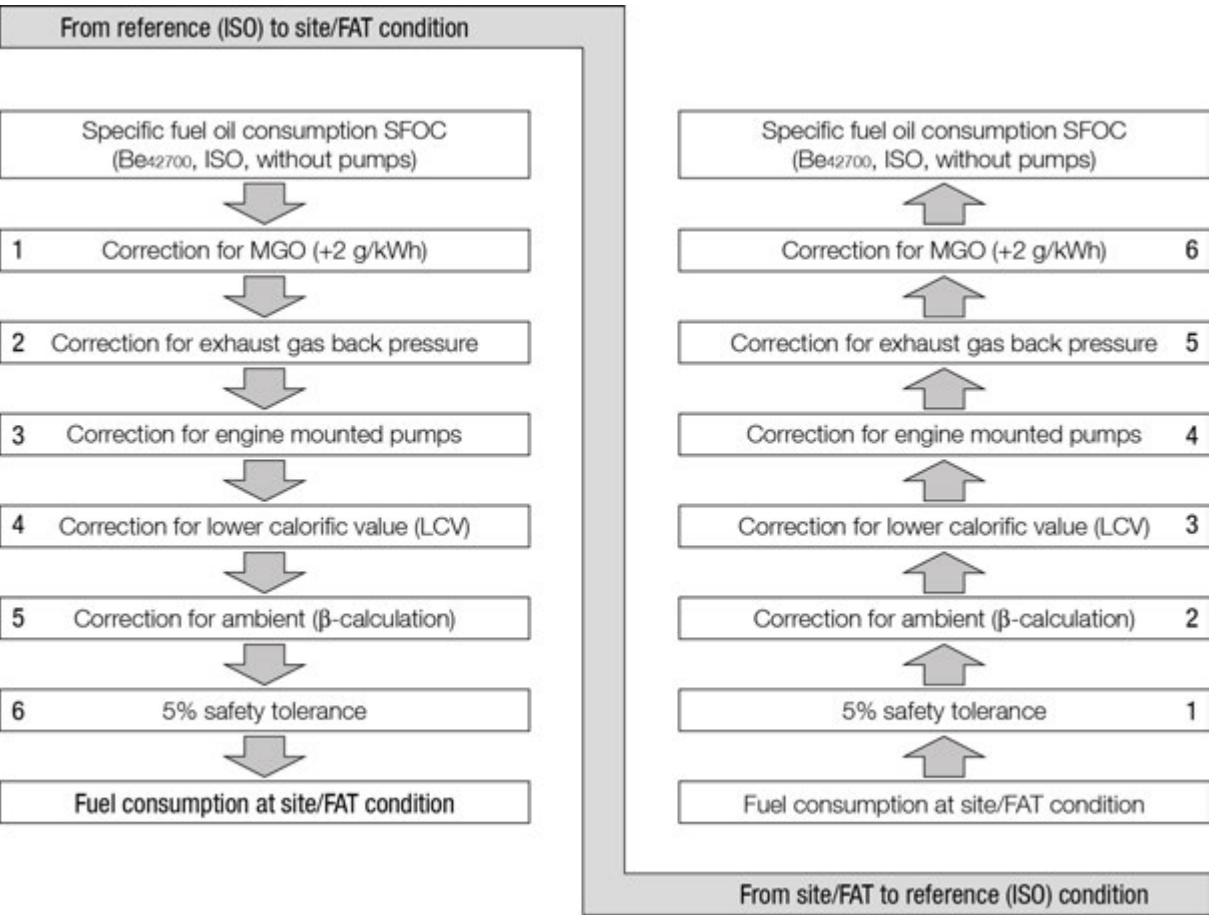 From reference (ISO) to site/FAT condition
Specific fuel oil consumption SFOC
(Be42700, ISO, without pumps)
1 Correction for MGO (+2 g/kWh)
2 Correction for exhaust gas back pressure
3 Correction for engine mounted pumps
4 Correction for lower calorific value (LCV)
5 Correction for ambient (β-calculation)
6 5% safety tolerance
Fuel consumption at site/FAT condition
Specific fuel oil consumption SFOC
(Be42700, ISO, without pumps)
Correction for MGO (+2 g/kWh) 6
Correction for exhaust gas back pressure 5
Correction for engine mounted pumps 4
Correction for lower calorific value (LCV) 3
Correction for ambient (β-calculation) 2
5% safety tolerance 1
Fuel consumption at site/FAT condition
From site/FAT to reference (ISO) condition